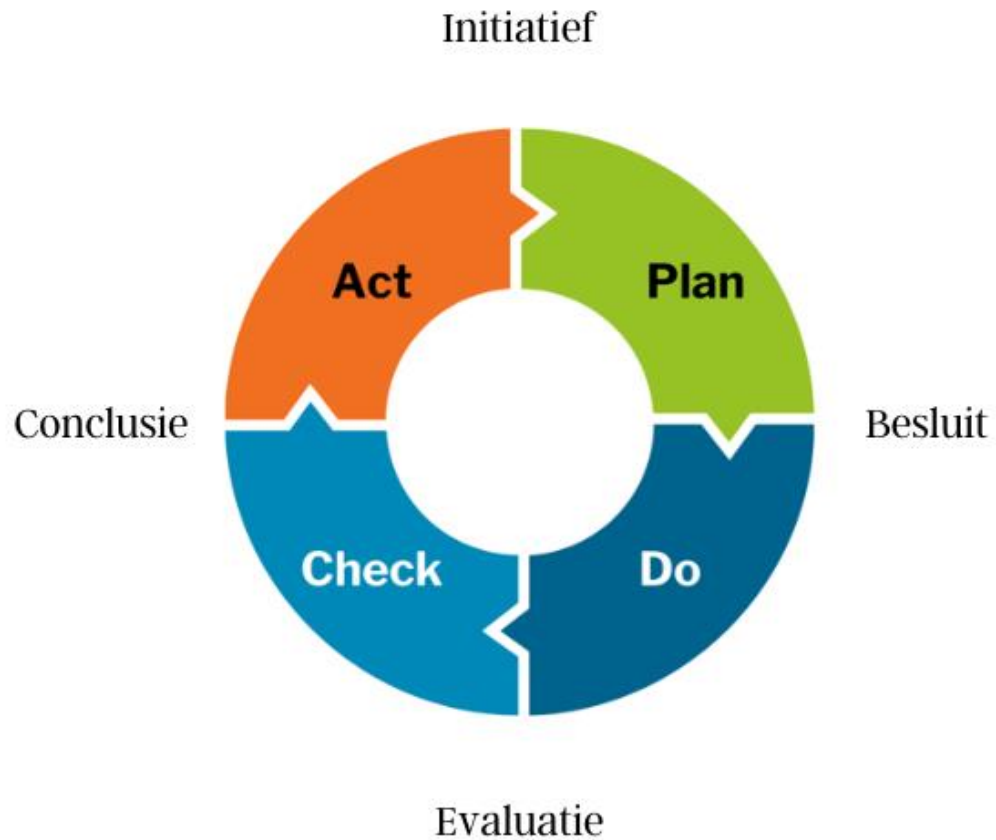 Initiatief
Act
Plan
Conclusie
Besluit
Check
Do
Evaluatie